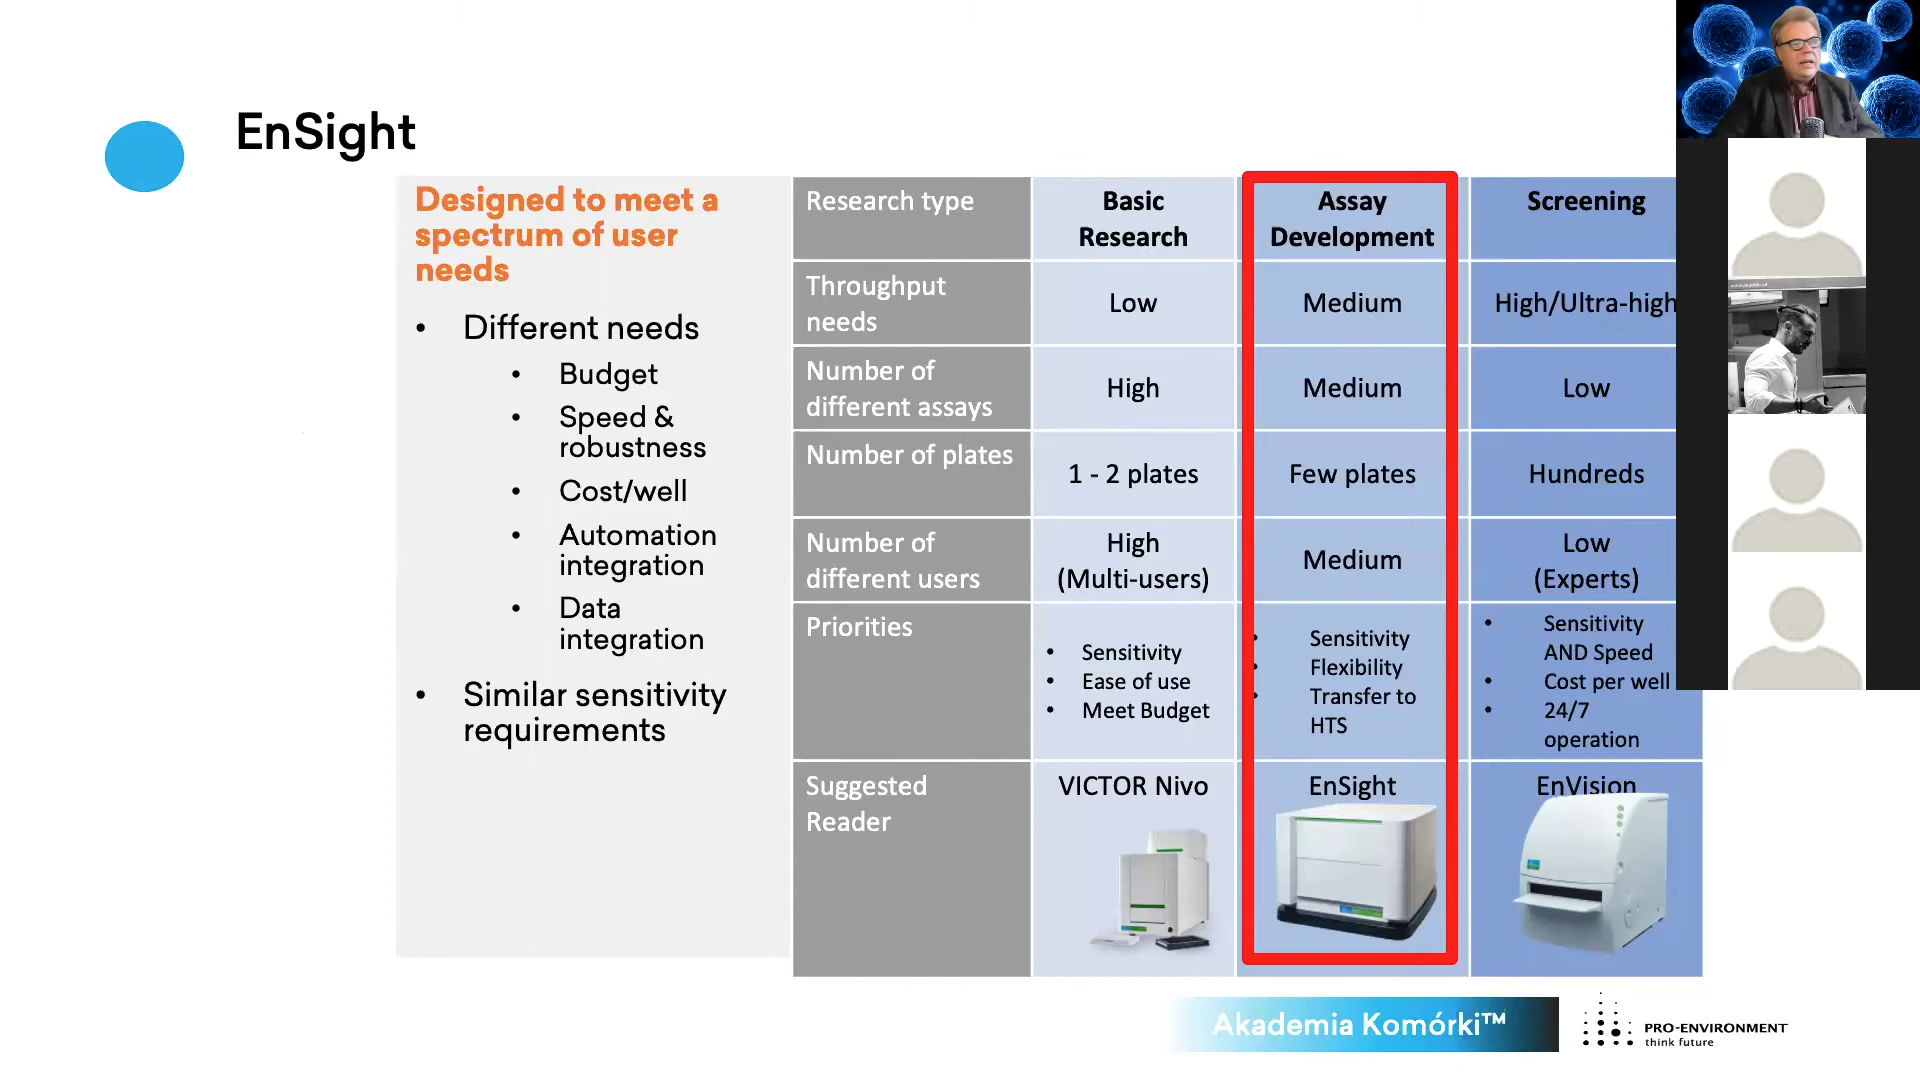 EnSight
Designed to meet a
spectrum of user
needs
• Different needs
• Budget
• Speed &
robustness
• Cost/well
• Automation
integration
• Data
integration
• Similar sensitivity
requirements
Research type
Basic
Research
Assay
Development
Screening
Throughput
needs
Low
Medium
High/Ultra-high
Number of
different assays
High
Medium
Low
Number of plates
1 - 2 plates
Few plates
Hundreds
Number of
different users
High
(Multi-users)
Medium
Low
(Experts)
Priorities
• Sensitivity
• Ease of use
• Meet Budget
• Sensitivity
• Flexibility
• Transfer to
HTS
• Sensitivity
AND Speed
• Cost per well
• 24/7
operation
Suggested
Reader
VICTOR Nivo
EnSight
EnVision
Akademia Komórki™
PRO-ENVIRONMENT
think future